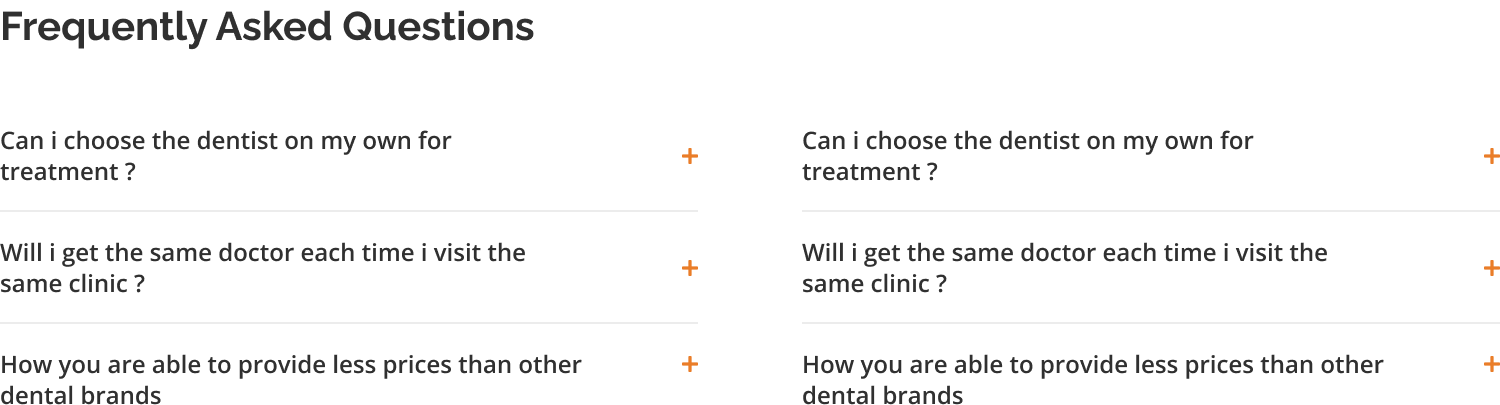 Frequently Asked Questions
Can i choose the dentist on my own for
treatment ?
Will i get the same doctor each time i visit the
same clinic ?
How you are able to provide less prices than other
dental brands
Can i choose the dentist on my own for
treatment ?
Will i get the same doctor each time i visit the
same clinic ?
How you are able to provide less prices than other
dental brands